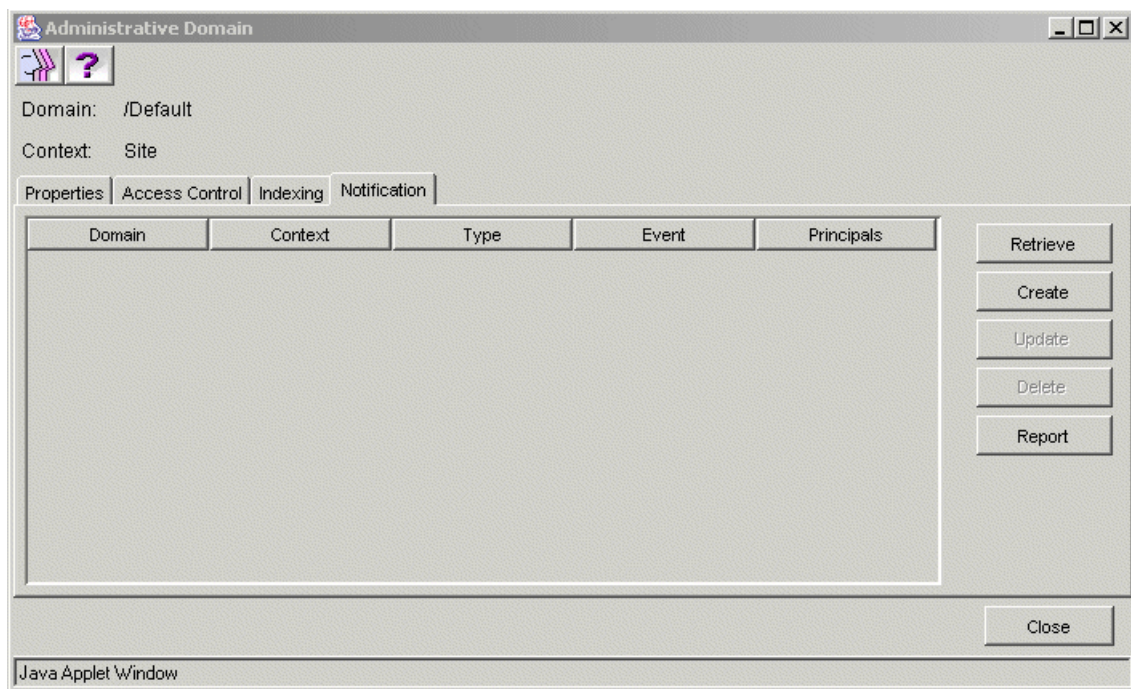 Administrative Domain
?
Domain: /Default
Context: Site
Properties Access Control Indexing Notification
Domain Context Type Event Principals
Retrieve
Create
Update
Delete
Report
Close
Java Applet Window